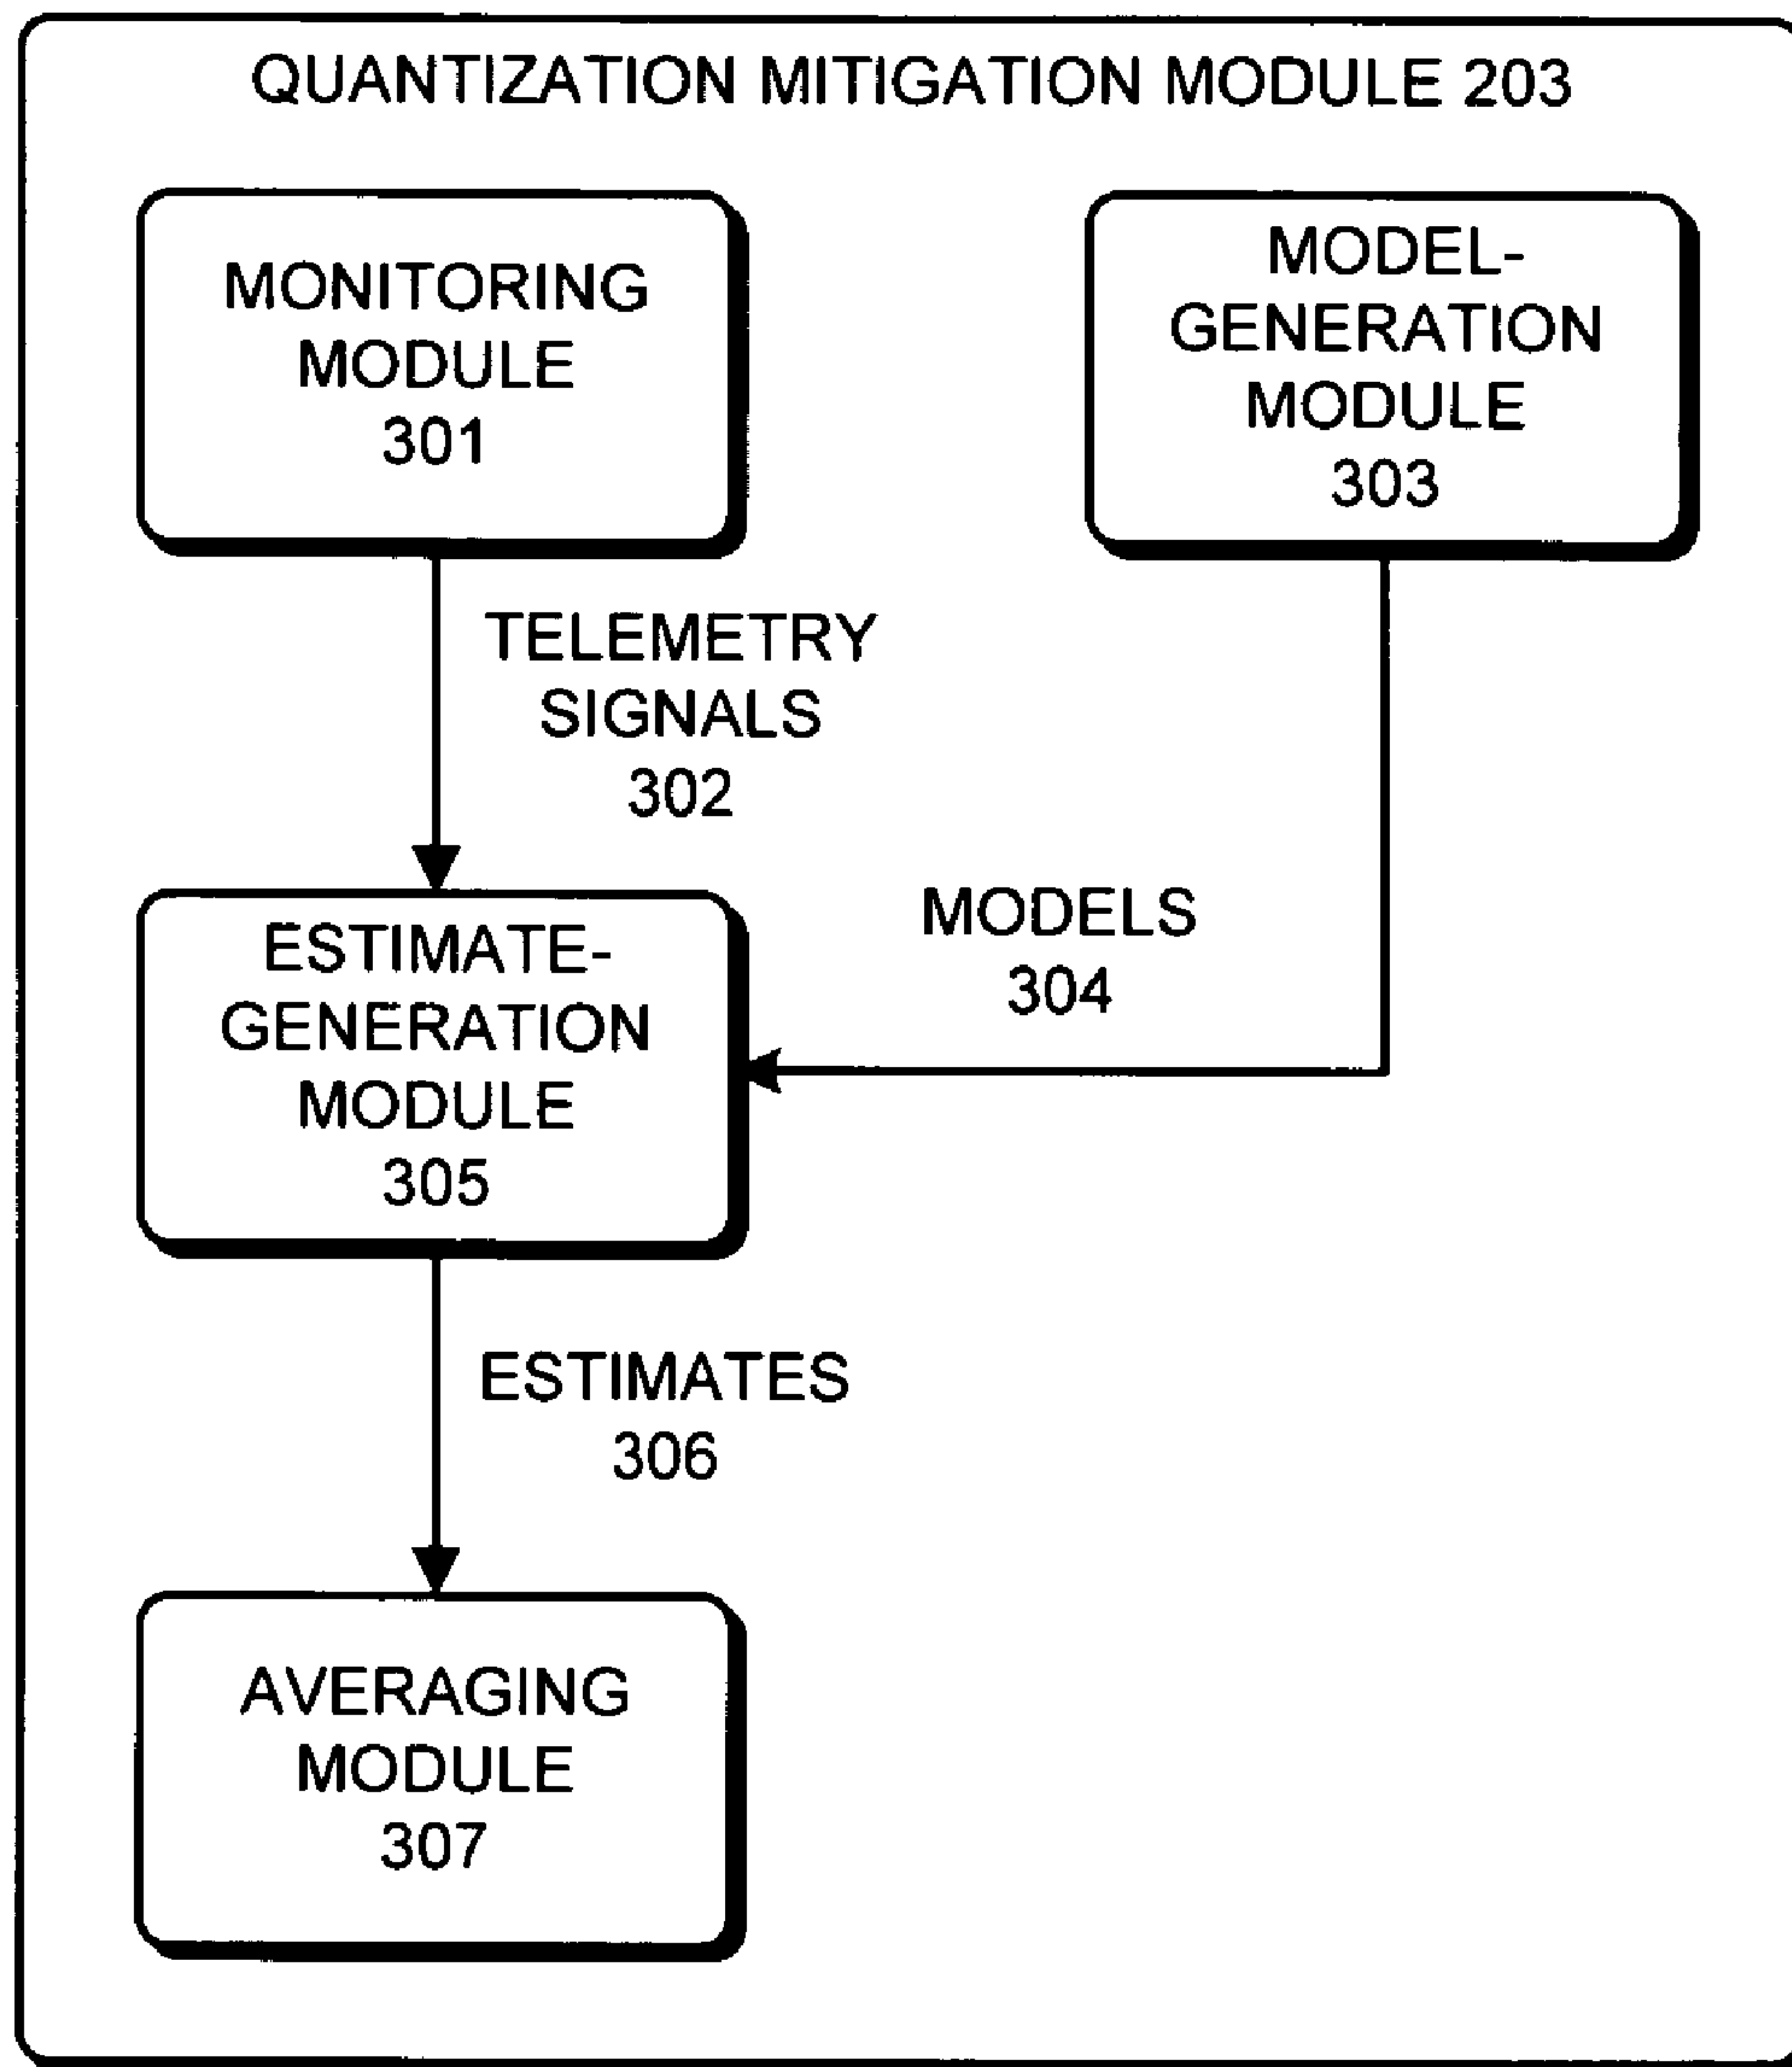 QUANTIZATION MITIGATION MODULE 203
MONITORING
MODULE
301
MODEL-
GENERATION
MODULE
303
TELEMETRY
SIGNALS
302
MODELS
304
ESTIMATE-
GENERATION
MODULE
305
ESTIMATES
306
AVERAGING
MODULE
307